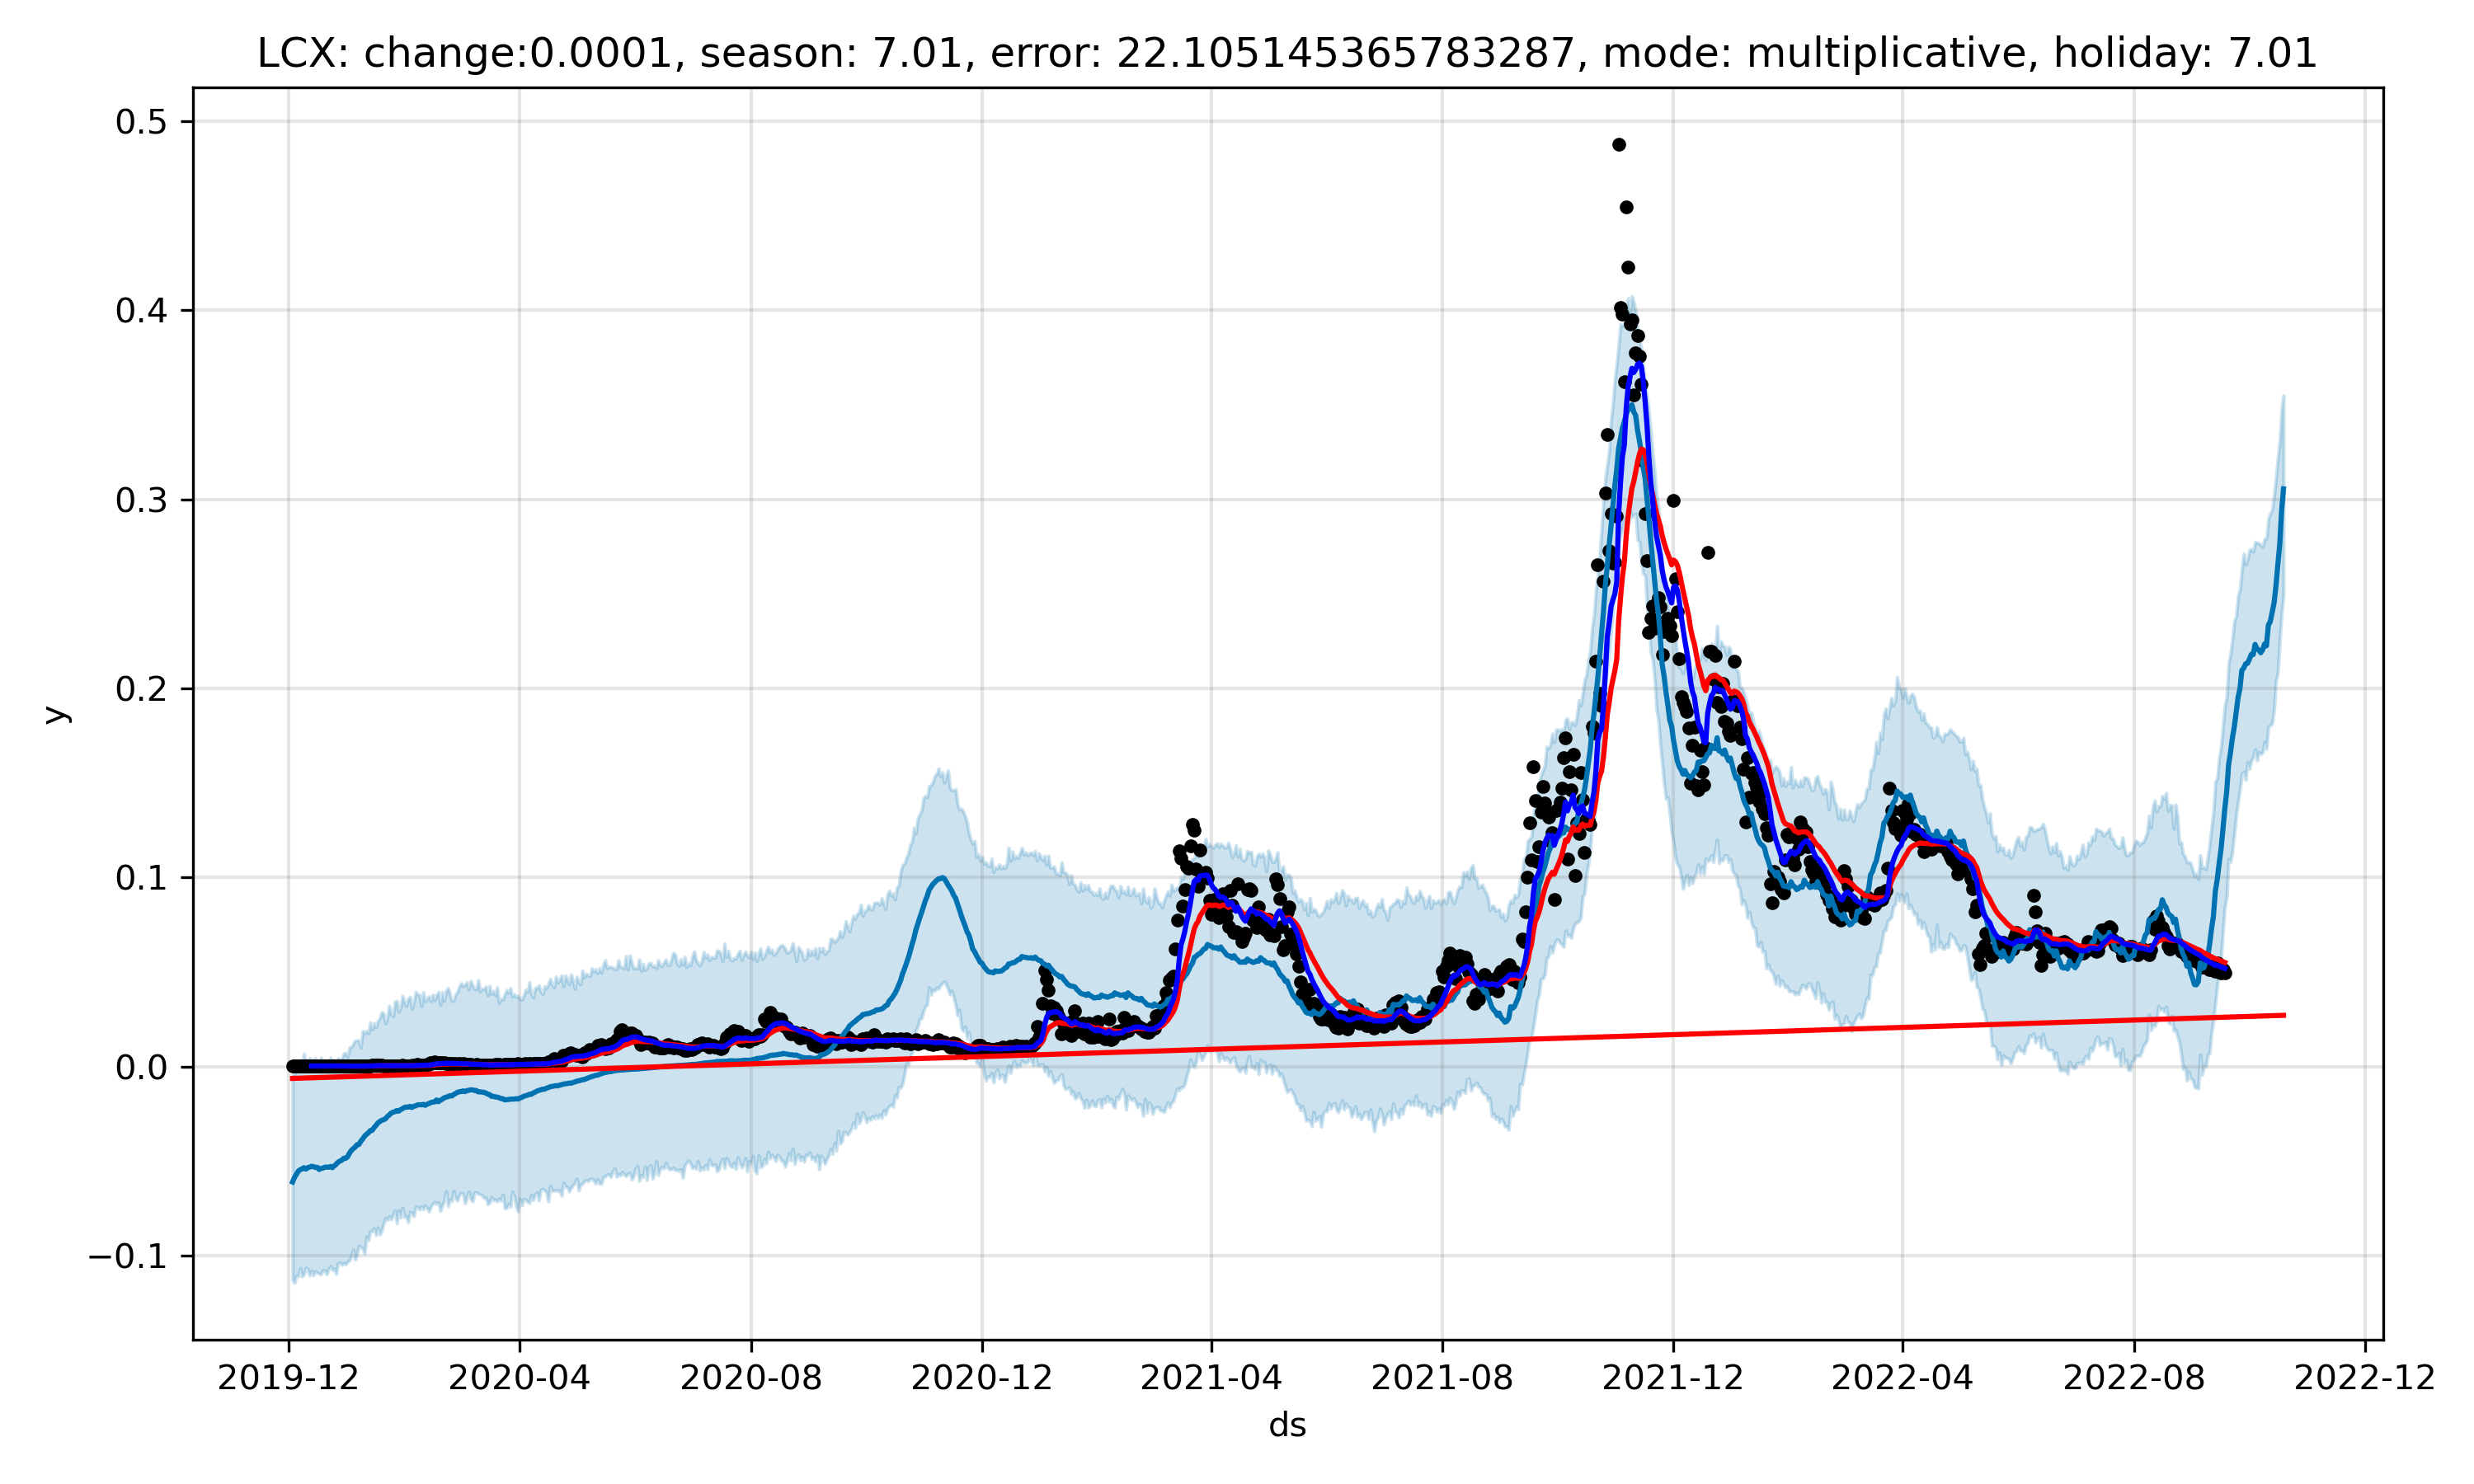 LCX: change:0.0001, season: 7.01, error: 22.105145365783287, mode: multiplicative, holiday: 7.01
0.5
0.4
0.3
0.2
0.1
0.0
−0.1
y
2019-12 2020-04 2020-08 2020-12 2021-04 2021-08 2021-12 2022-04 2022-08 2022-12
ds